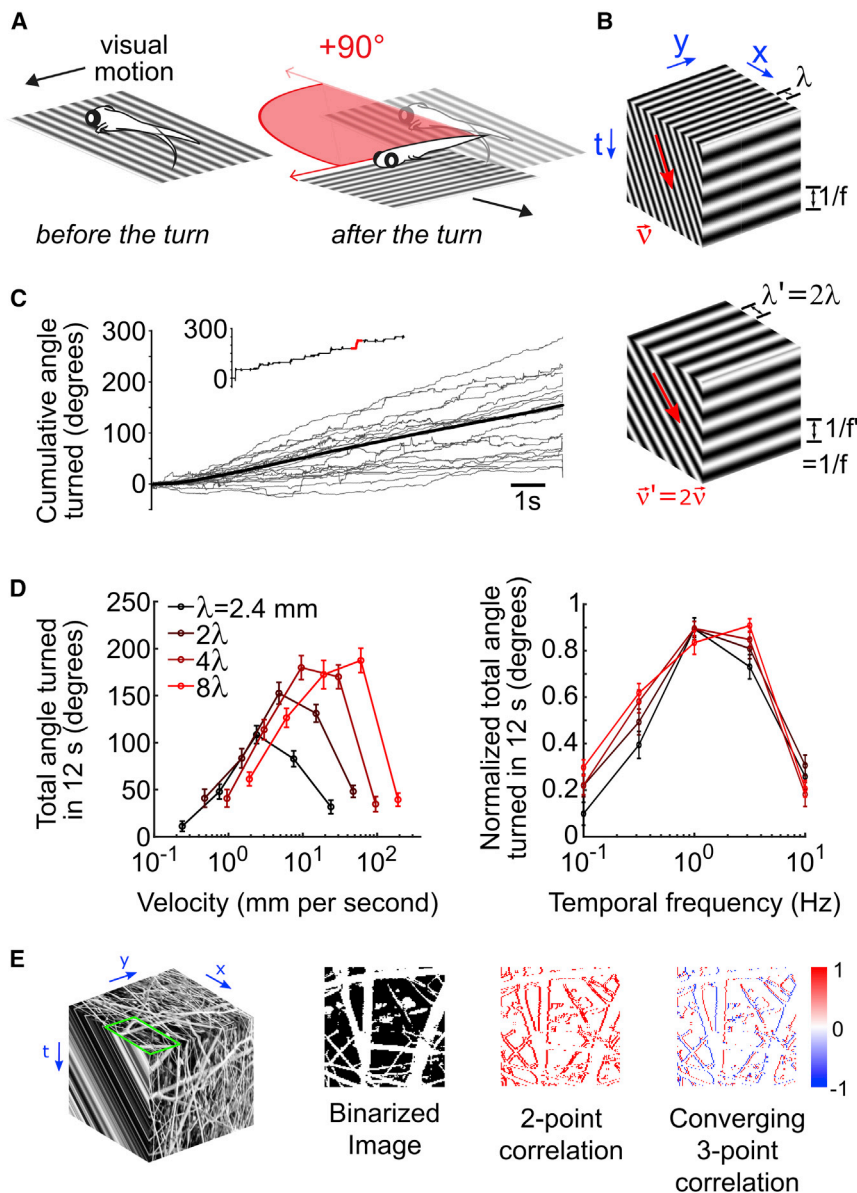 A
visual
motion
+90°
before the turn
after the turn
B
y
x
λ
t
1/f
v⃗
λ'=2λ
1/f'
=1/f
v⃗'=2v⃗
C
Cumulative angle
turned (degrees)
300
200
100
0
300
0
1s
D
Total angle turned
in 12 s (degrees)
250
200
150
100
50
0
λ=2.4 mm
2λ
4λ
8λ
10⁻¹
10⁰
10¹
10²
Velocity (mm per second)
Normalized total angle
turned in 12 s (degrees)
1
0.8
0.6
0.4
0.2
0
10⁻¹
10⁰
10¹
Temporal frequency (Hz)
E
y
x
t
Binarized
Image
2-point
correlation
Converging
3-point
correlation
1
0
-1